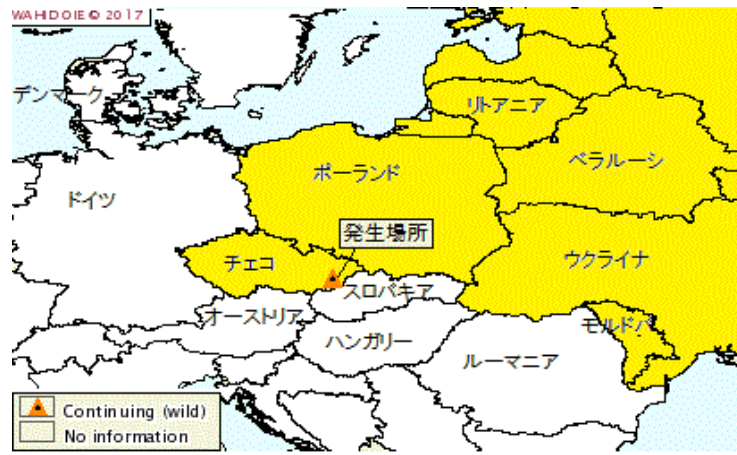 WAHIDOIE© 2017
デンマーク
リトアニア
ベラルーシ
ポーランド
ドイツ
発生場所
チェコ
ウクライナ
スロバキア
オーストリア
モルドバ
ハンガリー
ルーマニア
Continuing (wild)
No information